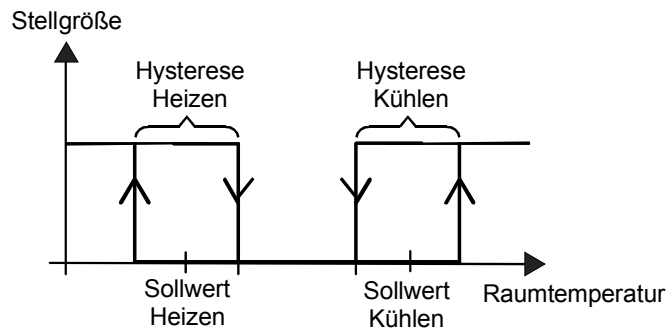 Stellgröße
Hysterese
Heizen
Hysterese
Kühlen
Sollwert
Heizen
Sollwert
Kühlen
Raumtemperatur